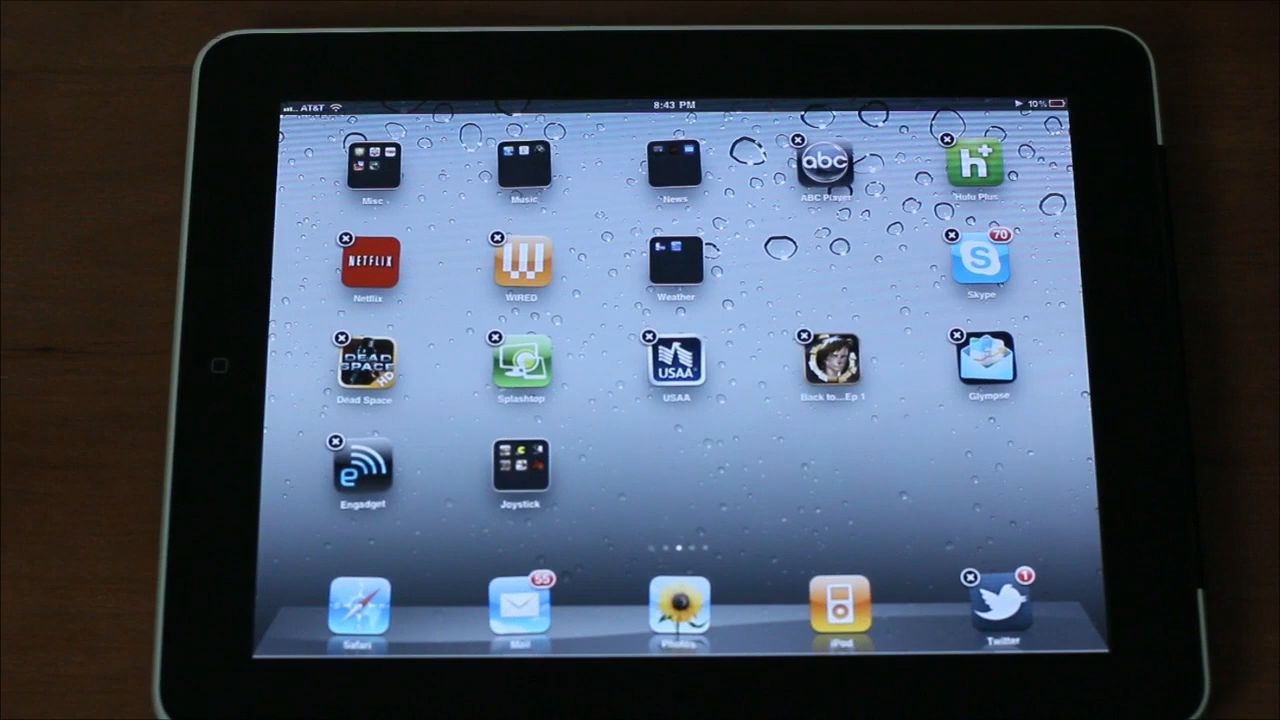 AT&T 8:43 PM 10%
abc h+
Misc Music News ABC Player Hulu Plus
70
NETFLIX S
Netflix WIRED Weather Skype
DEAD SPACE HD USAA
Dead Space Splashtop USAA Back to...Ep 1 Glympse
e
Engadget Joystick
55 1
Safari Mail Photos iPod Twitter